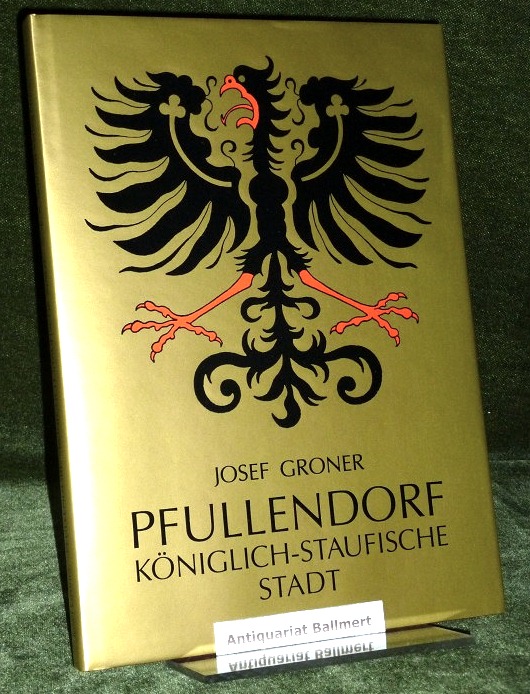 JOSEF GRONER
PFULLENDORF
KÖNIGLICH-STAUFISCHE
STADT
Antiquariat Ballmert